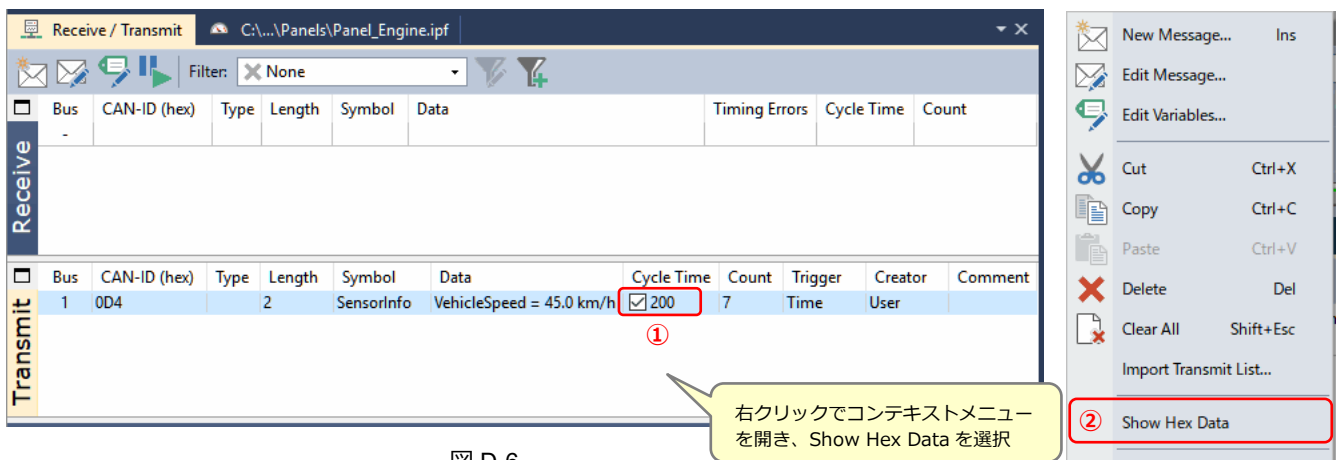 Receive / Transmit C:\...\Panels\Panel_Engine.ipf
Filter: None
Bus CAN-ID (hex) Type Length Symbol Data Timing Errors Cycle Time Count
-
Receive
Bus CAN-ID (hex) Type Length Symbol Data Cycle Time Count Trigger Creator Comment
1 0D4 2 SensorInfo VehicleSpeed = 45.0 km/h 200 7 Time User
Transmit
①
右クリックでコンテキストメニュー
を開き、Show Hex Data を選択
New Message... Ins
Edit Message...
Edit Variables...
Cut Ctrl+X
Copy Ctrl+C
Paste Ctrl+V
Delete Del
Clear All Shift+Esc
Import Transmit List...
② Show Hex Data